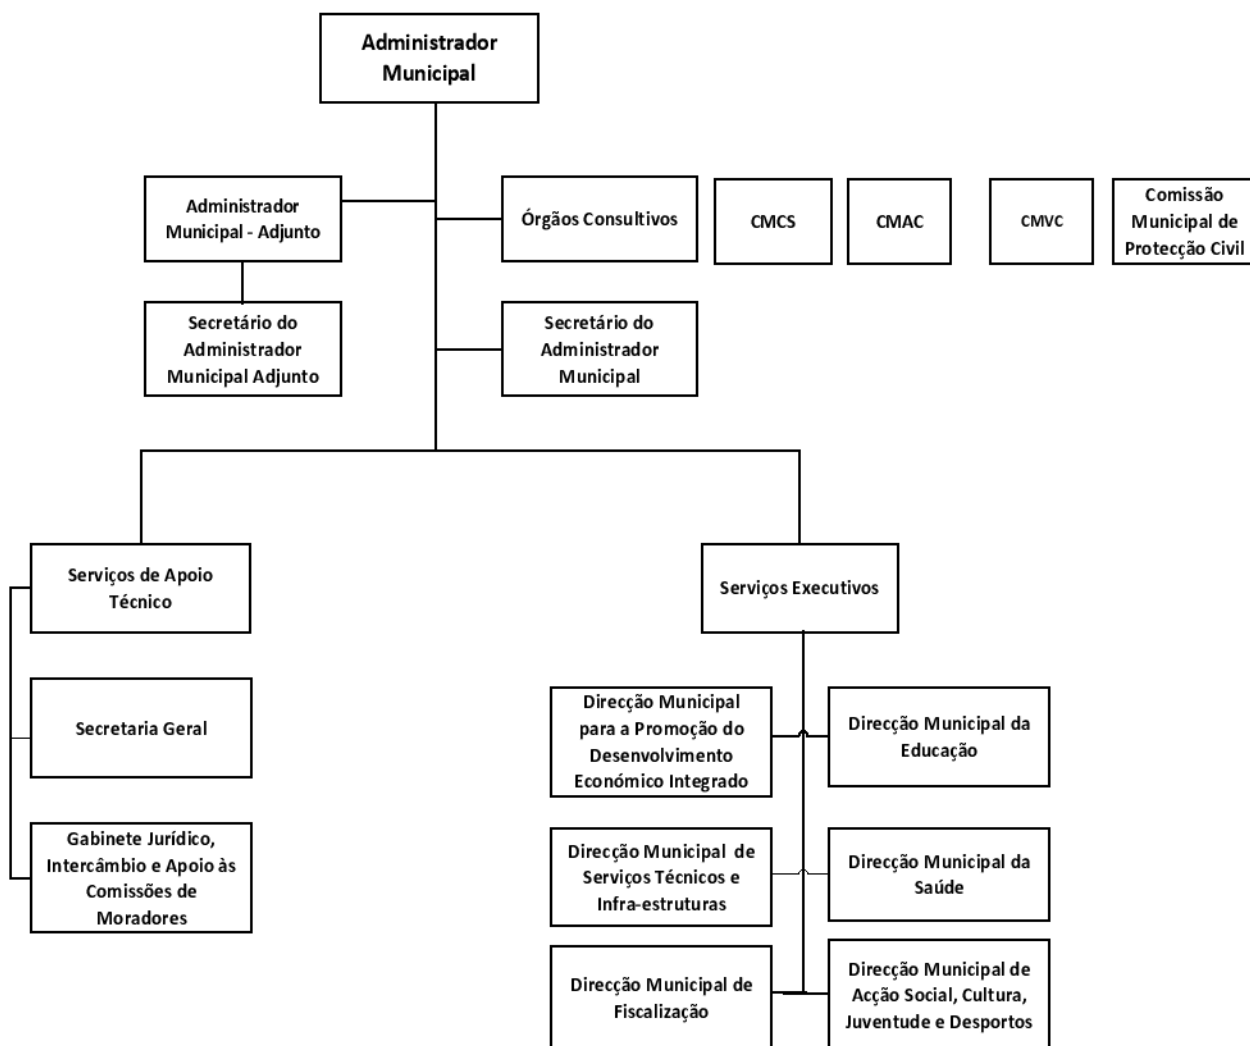 Administrador
Municipal
Administrador
Municipal - Adjunto
Órgãos Consultivos
CMCS
CMAC
CMVC
Comissão
Municipal de
Protecção Civil
Secretário do
Administrador
Municipal Adjunto
Secretário do
Administrador
Municipal
Serviços de Apoio
Técnico
Serviços Executivos
Secretaria Geral
Gabinete Jurídico,
Intercâmbio e Apoio às
Comissões de
Moradores
Direcção Municipal
para a Promoção do
Desenvolvimento
Económico Integrado
Direcção Municipal da
Educação
Direcção Municipal de
Serviços Técnicos e
Infra-estruturas
Direcção Municipal da
Saúde
Direcção Municipal de
Fiscalização
Direcção Municipal de
Acção Social, Cultura,
Juventude e Desportos